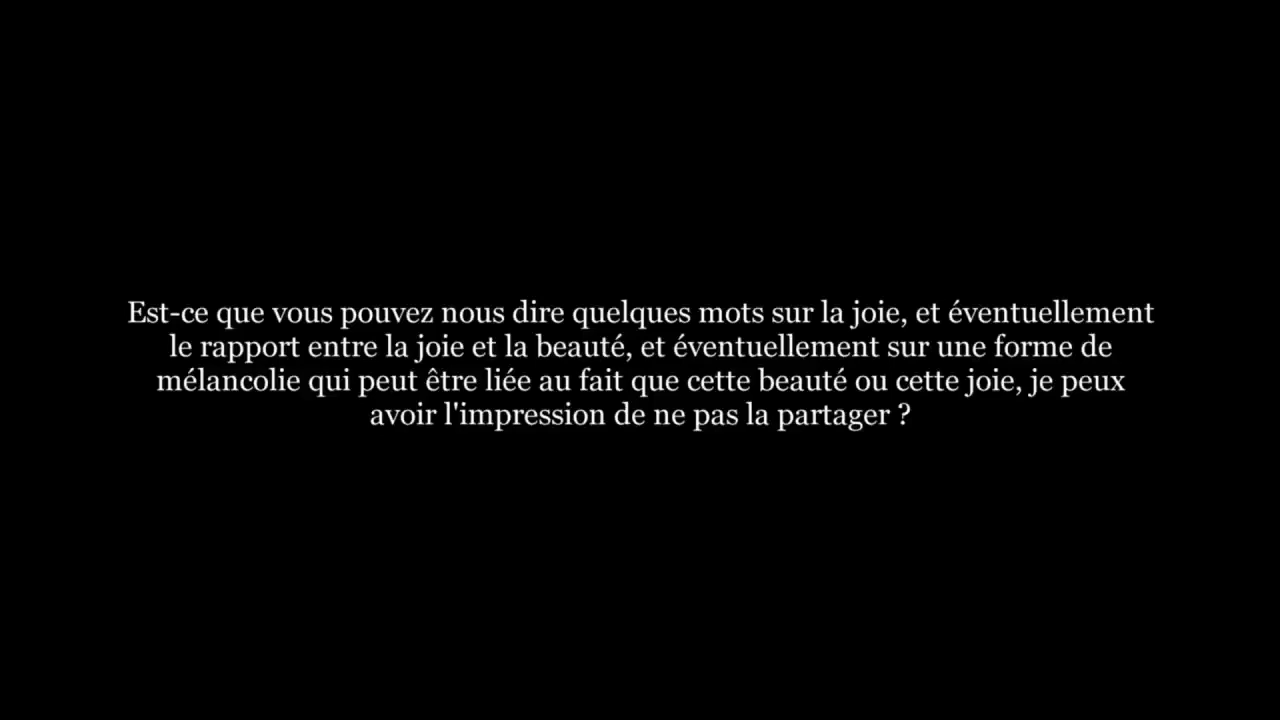 Est-ce que vous pouvez nous dire quelques mots sur la joie, et éventuellement
le rapport entre la joie et la beauté, et éventuellement sur une forme de
mélancolie qui peut être liée au fait que cette beauté ou cette joie, je peux
avoir l'impression de ne pas la partager ?